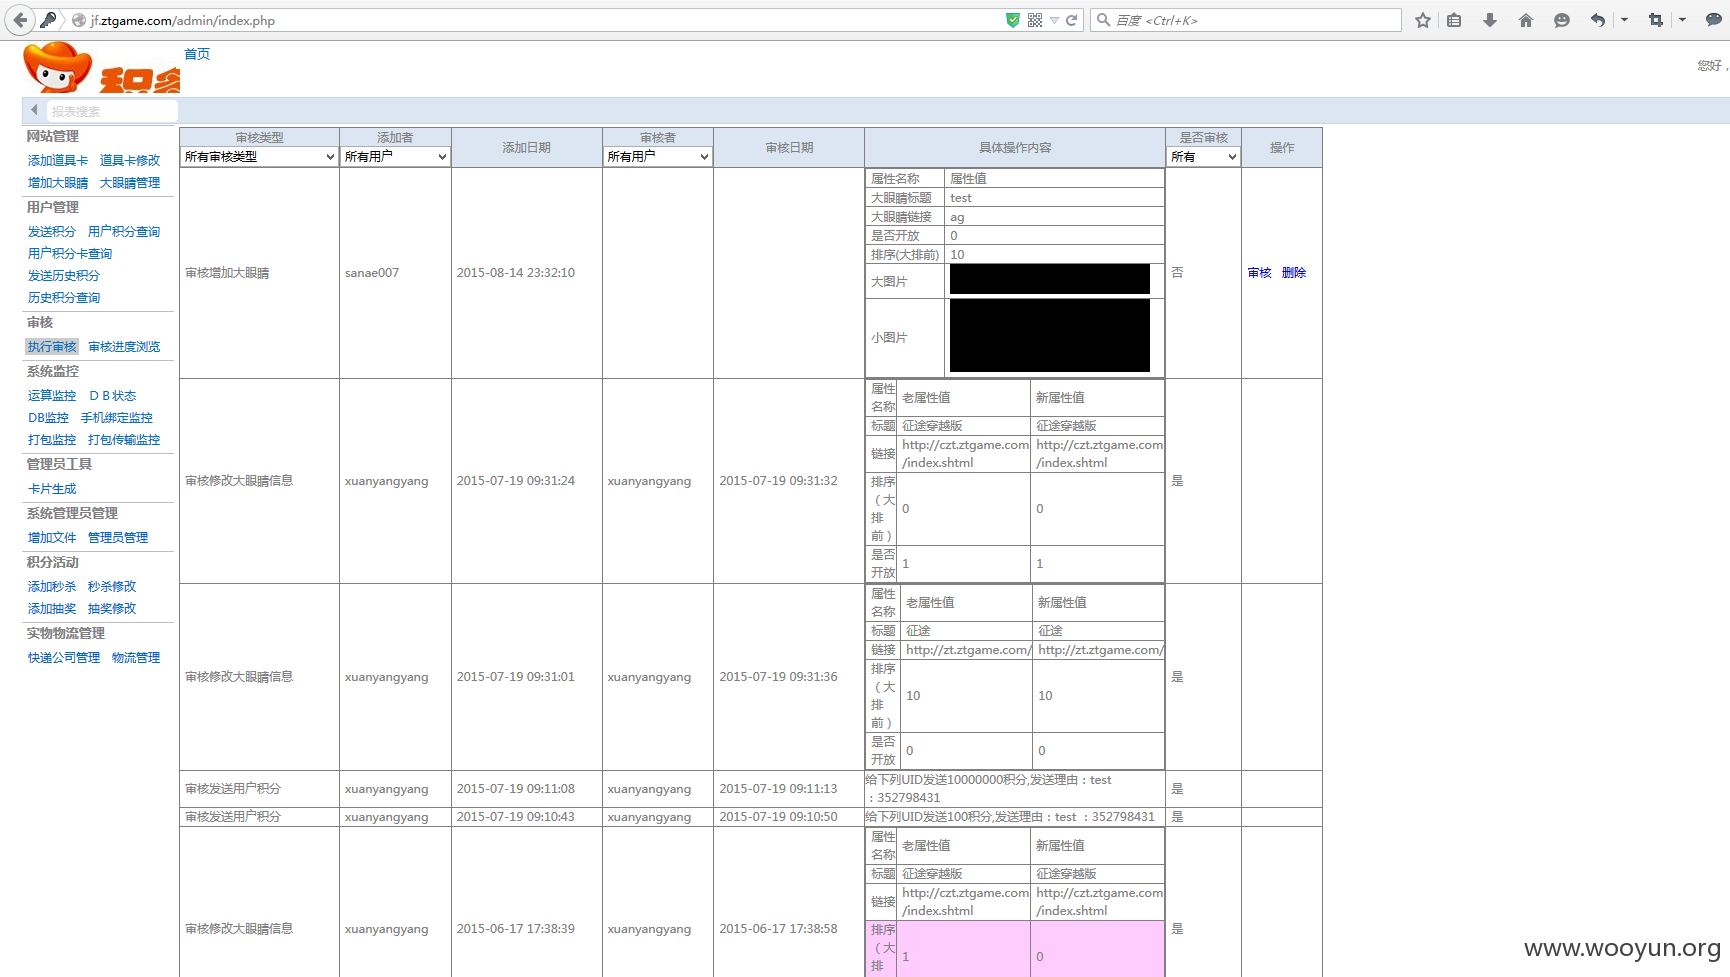 jf.ztgame.com/admin/index.php
百度 <Ctrl+K>
首页
您好，
报表搜索
网站管理
添加道具卡 道具卡修改
增加大眼睛 大眼睛管理
用户管理
发送积分 用户积分查询
用户积分卡查询
发送历史积分
历史积分查询
审核
执行审核 审核进度浏览
系统监控
运算监控 ＤＢ状态
DB监控 手机绑定监控
打包监控 打包传输监控
管理员工具
卡片生成
系统管理员管理
增加文件 管理员管理
积分活动
添加秒杀 秒杀修改
添加抽奖 抽奖修改
实物物流管理
快递公司管理 物流管理
审核类型 添加者 添加日期 审核者 审核日期 具体操作内容 是否审核 操作
所有审核类型 所有用户 所有用户 所有
审核增加大眼睛 sanae007 2015-08-14 23:32:10 否 审核 删除
属性名称 属性值
大眼睛标题 test
大眼睛链接 ag
是否开放 0
排序(大排前) 10
大图片
小图片
审核修改大眼睛信息 xuanyangyang 2015-07-19 09:31:24 xuanyangyang 2015-07-19 09:31:32 是
属性名称 老属性值 新属性值
标题 征途穿越版 征途穿越版
链接 http://czt.ztgame.com/index.shtml http://czt.ztgame.com/index.shtml
排序（大排前） 0 0
是否开放 1 1
审核修改大眼睛信息 xuanyangyang 2015-07-19 09:31:01 xuanyangyang 2015-07-19 09:31:36 是
属性名称 老属性值 新属性值
标题 征途 征途
链接 http://zt.ztgame.com/ http://zt.ztgame.com/
排序（大排前） 10 10
是否开放 0 0
审核发送用户积分 xuanyangyang 2015-07-19 09:11:08 xuanyangyang 2015-07-19 09:11:13 给下列UID发送10000000积分,发送理由：test ：352798431 是
审核发送用户积分 xuanyangyang 2015-07-19 09:10:43 xuanyangyang 2015-07-19 09:10:50 给下列UID发送100积分,发送理由：test ：352798431 是
审核修改大眼睛信息 xuanyangyang 2015-06-17 17:38:39 xuanyangyang 2015-06-17 17:38:58 是
属性名称 老属性值 新属性值
标题 征途穿越版 征途穿越版
链接 http://czt.ztgame.com/index.shtml http://czt.ztgame.com/index.shtml
排序（大排 1 0
www.wooyun.org